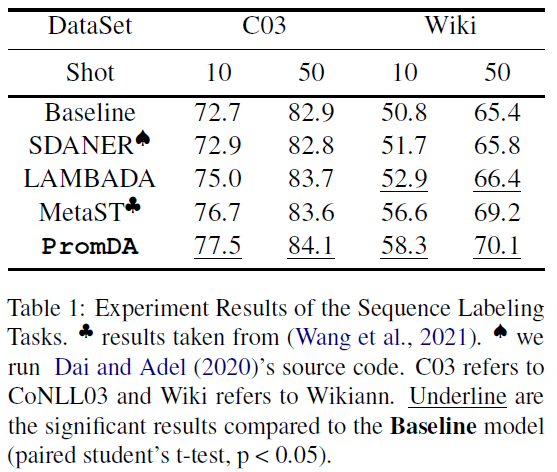 DataSet C03 Wiki
Shot 10 50 10 50
Baseline 72.7 82.9 50.8 65.4
SDANER♠ 72.9 82.8 51.7 65.8
LAMBADA 75.0 83.7 52.9 66.4
MetaST♣ 76.7 83.6 56.6 69.2
PromDA 77.5 84.1 58.3 70.1
Table 1: Experiment Results of the Sequence Labeling
Tasks. ♣ results taken from (Wang et al., 2021). ♠ we
run Dai and Adel (2020)'s source code. C03 refers to
CoNLL03 and Wiki refers to Wikiann. Underline are
the significant results compared to the Baseline model
(paired student's t-test, p < 0.05).